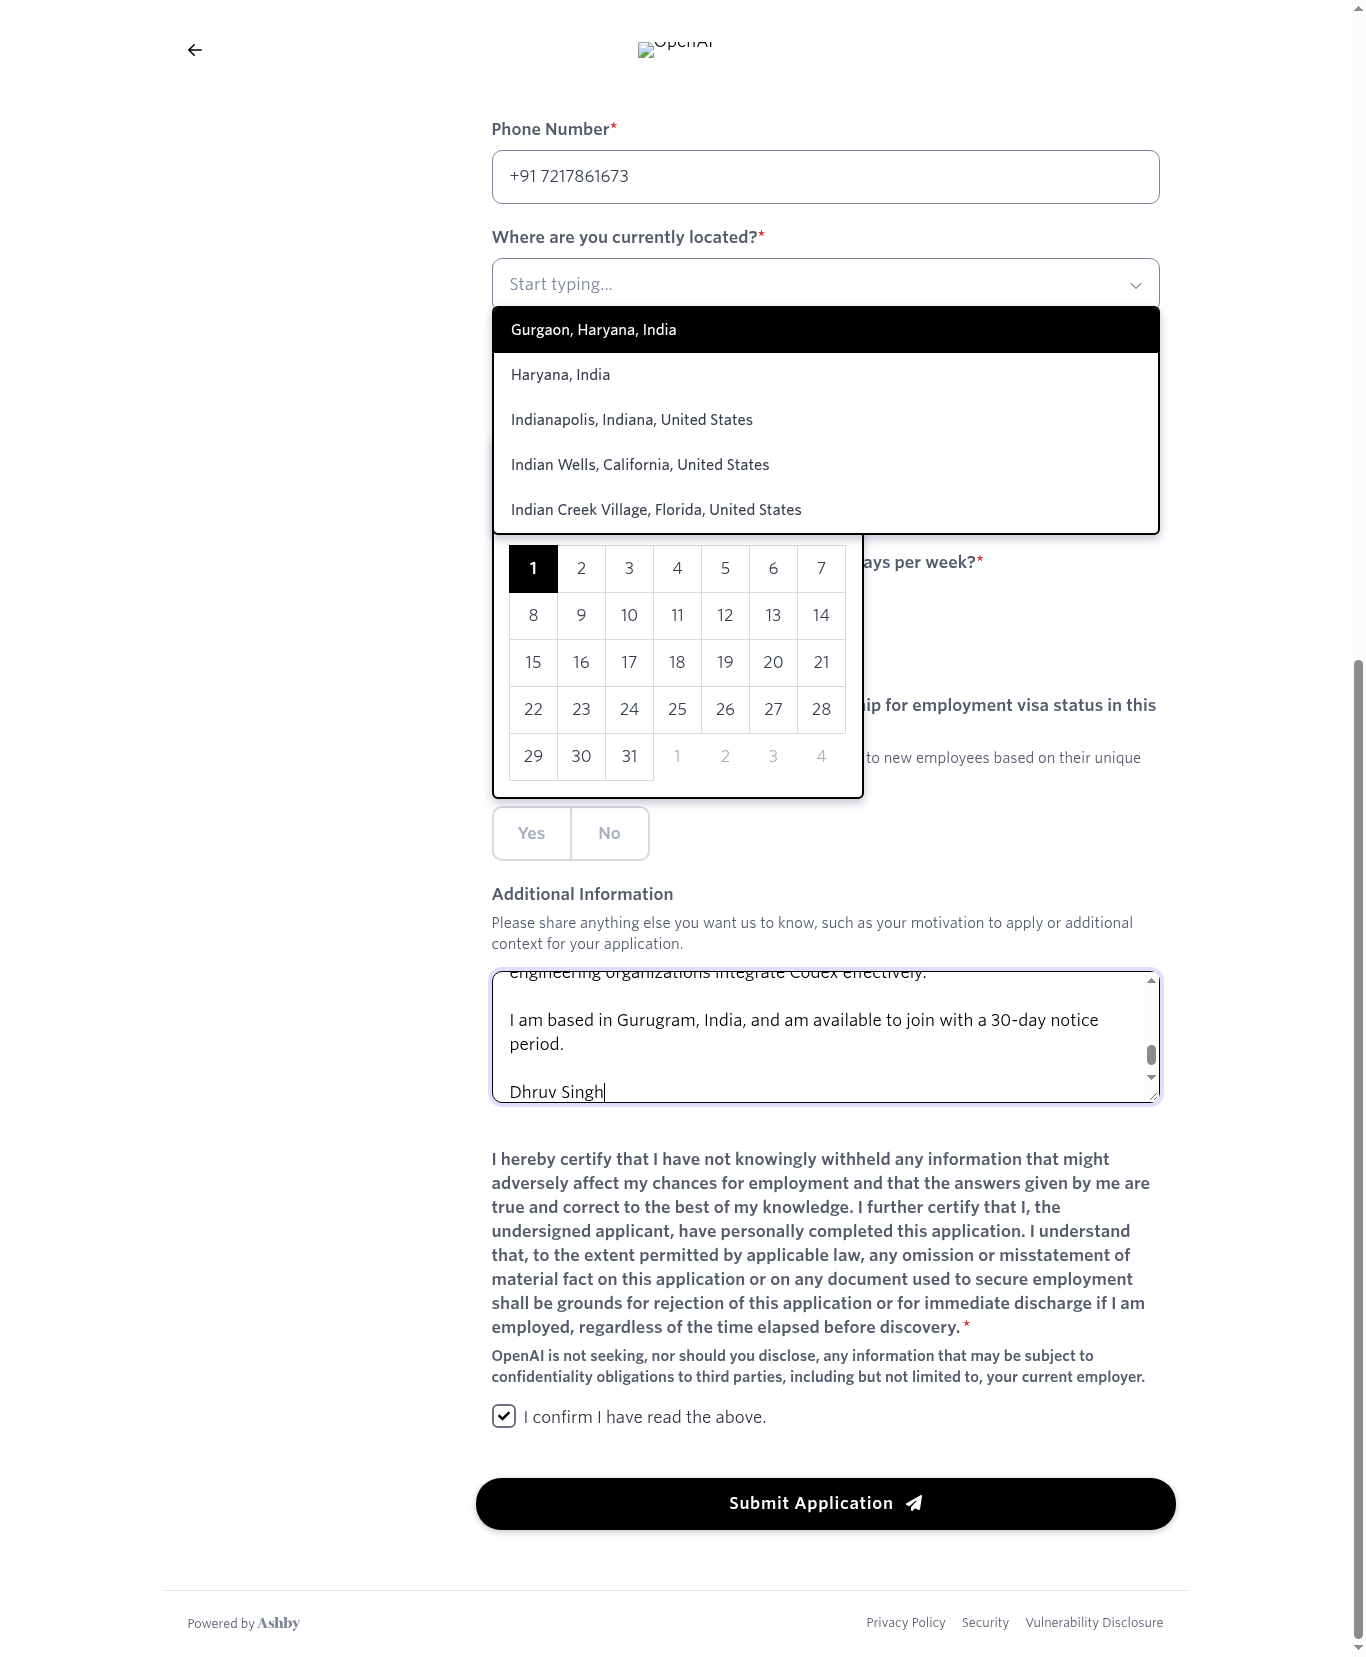 OpenAI
Phone Number*
+91 7217861673
Where are you currently located?*
Start typing...
Gurgaon, Haryana, India
Haryana, India
Indianapolis, Indiana, United States
Indian Wells, California, United States
Indian Creek Village, Florida, United States
ays per week?*
1 2 3 4 5 6 7
8 9 10 11 12 13 14
15 16 17 18 19 20 21
22 23 24 25 26 27 28
29 30 31 1 2 3 4
ip for employment visa status in this
to new employees based on their unique
Yes No
Additional Information
Please share anything else you want us to know, such as your motivation to apply or additional
context for your application.
engineering organizations integrate Codex effectively.
I am based in Gurugram, India, and am available to join with a 30-day notice
period.
Dhruv Singh
I hereby certify that I have not knowingly withheld any information that might
adversely affect my chances for employment and that the answers given by me are
true and correct to the best of my knowledge. I further certify that I, the
undersigned applicant, have personally completed this application. I understand
that, to the extent permitted by applicable law, any omission or misstatement of
material fact on this application or on any document used to secure employment
shall be grounds for rejection of this application or for immediate discharge if I am
employed, regardless of the time elapsed before discovery.*
OpenAI is not seeking, nor should you disclose, any information that may be subject to
confidentiality obligations to third parties, including but not limited to, your current employer.
I confirm I have read the above.
Submit Application
Powered by Ashby
Privacy Policy Security Vulnerability Disclosure